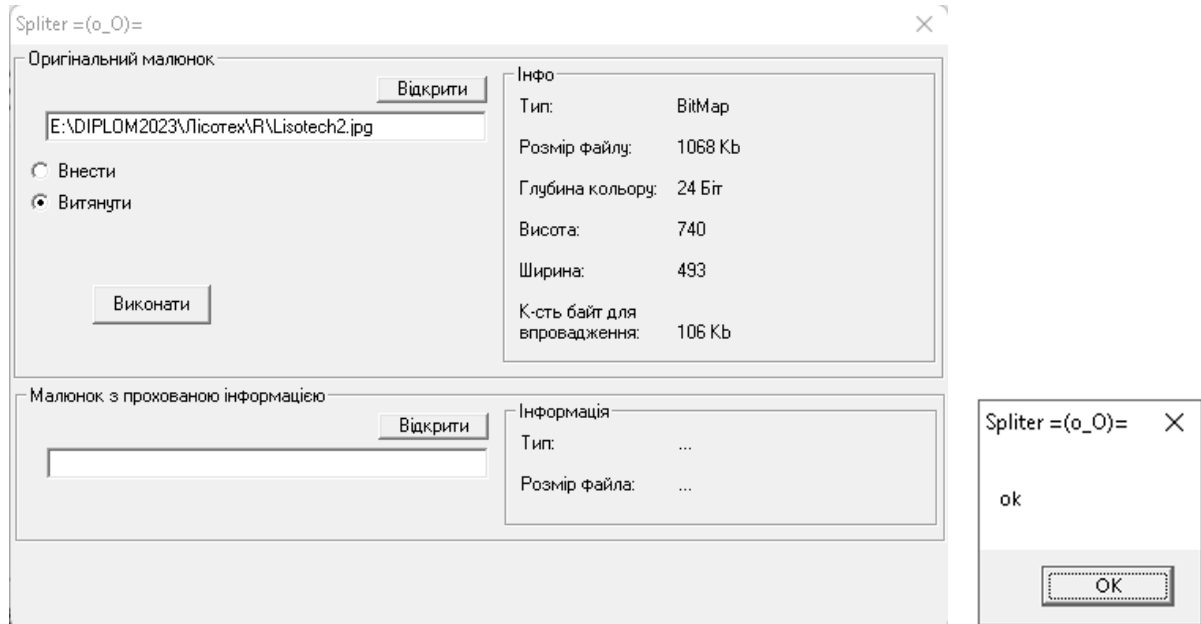 Spliter =(o_O)=
Оригінальний малюнок
Відкрити
E:\DIPLOM2023\Лісотех\R\Lisotech2.jpg
Внести
Витянути
Виконати
Інфо
Тип: BitMap
Розмір файлу: 1068 Kb
Глубина кольору: 24 Біт
Висота: 740
Ширина: 493
К-сть байт для
впровадження: 106 Kb
Малюнок з прохованою інформацією
Відкрити
Інформація
Тип: ...
Розмір файла: ...
Spliter =(o_O)=
ok
OK